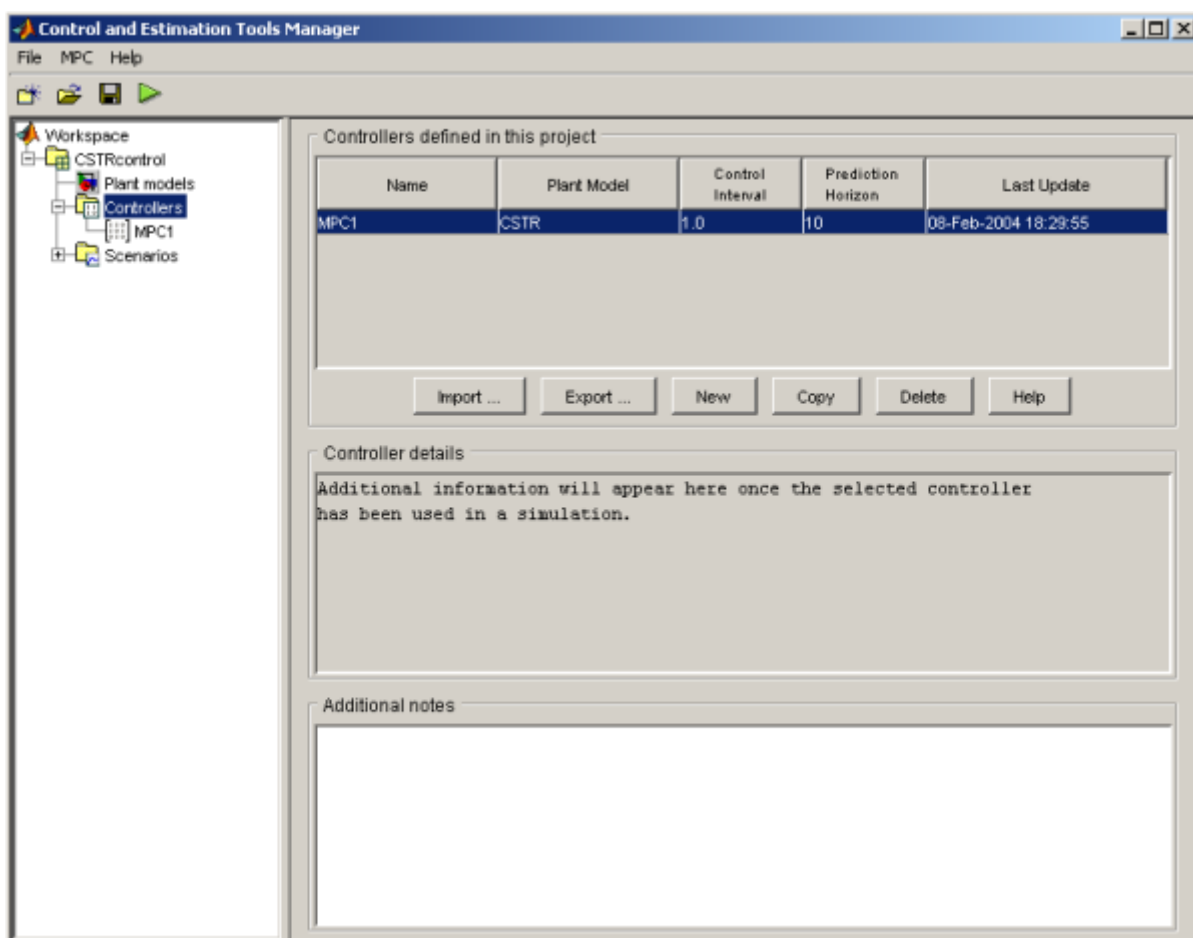 Control and Estimation Tools Manager
File MPC Help
Workspace
CSTRcontrol
Plant models
Controllers
MPC1
Scenarios
Controllers defined in this project
Name Plant Model Control Interval Prediction Horizon Last Update
MPC1 CSTR 1.0 10 08-Feb-2004 18:29:55
Import ... Export ... New Copy Delete Help
Controller details
Additional information will appear here once the selected controller
has been used in a simulation.
Additional notes